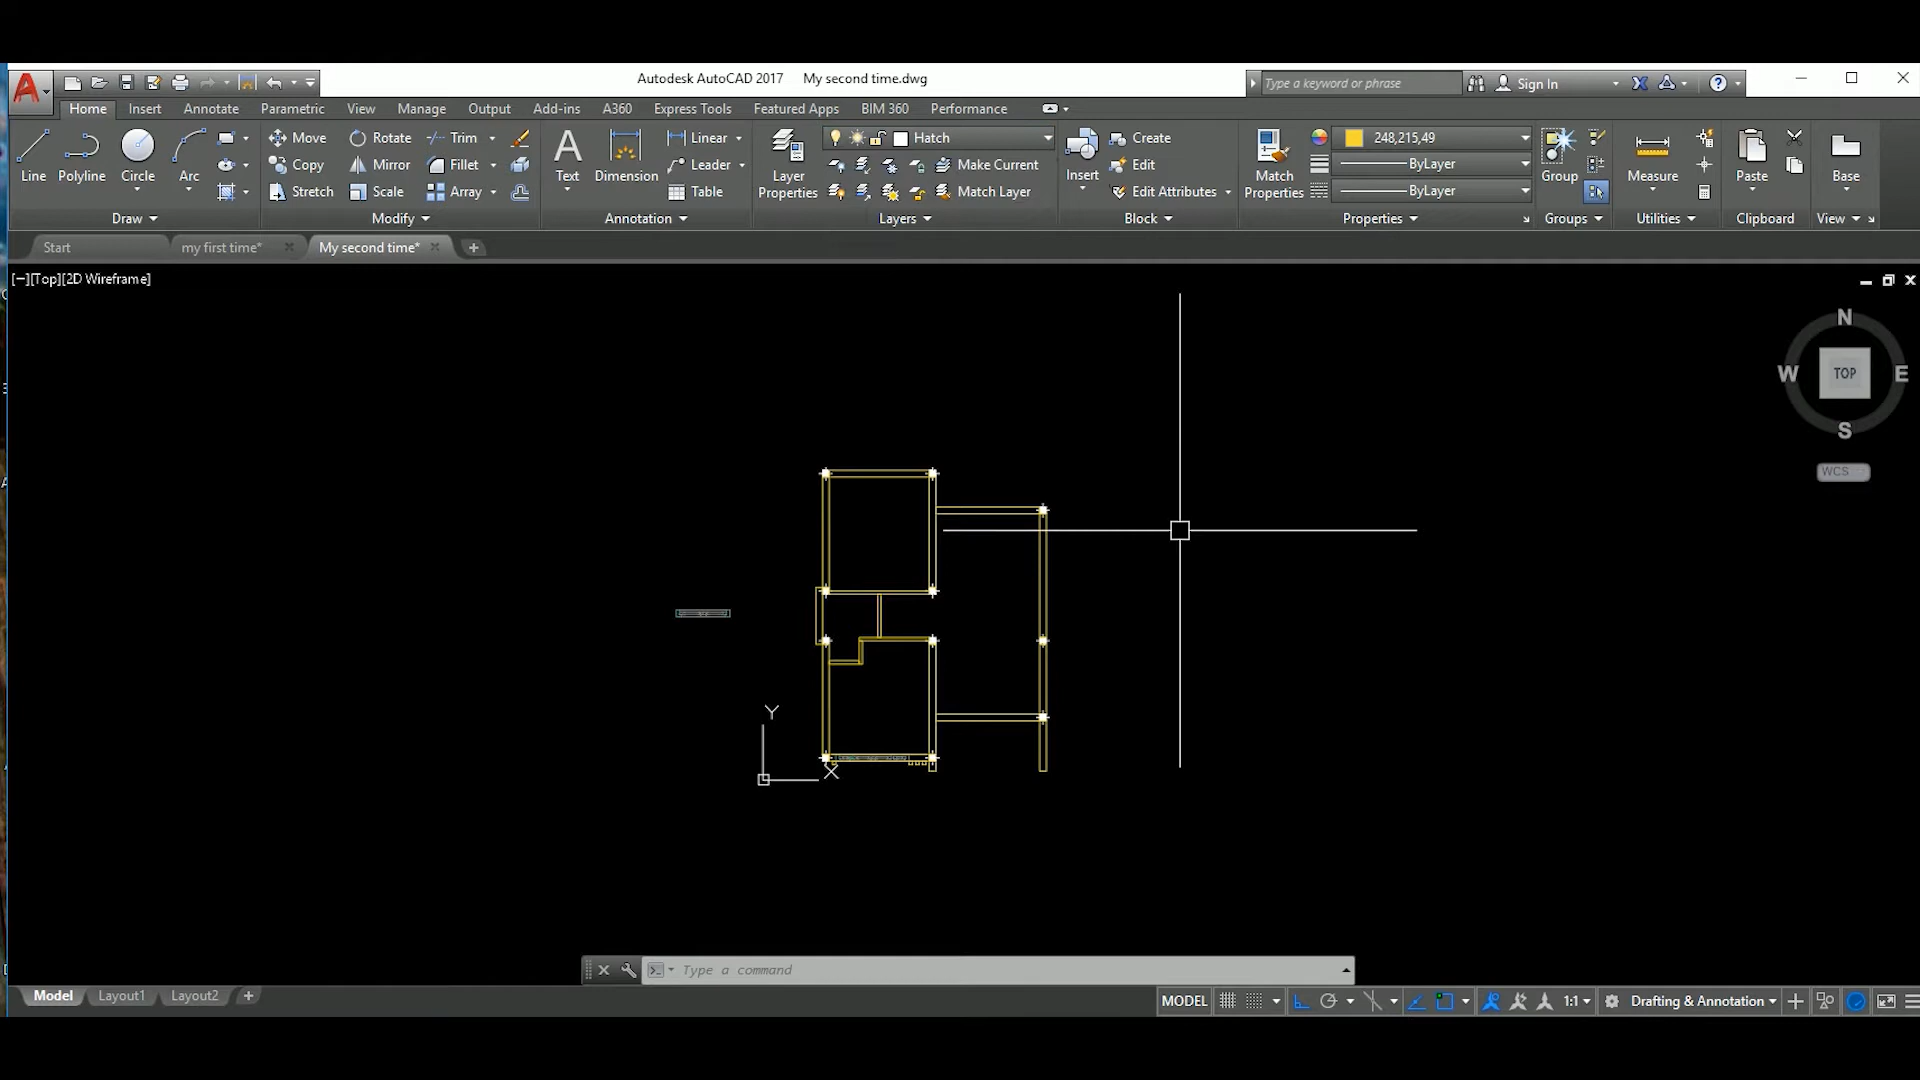 Autodesk AutoCAD 2017 My second time.dwg
Type a keyword or phrase
Sign In
Home Insert Annotate Parametric View Manage Output Add-ins A360 Express Tools Featured Apps BIM 360 Performance
Line Polyline Circle Arc
Move Rotate Trim
Copy Mirror Fillet
Stretch Scale Array
Text Dimension
Linear
Leader
Table
Layer Properties
Hatch
Make Current
Match Layer
Insert
Create
Edit
Edit Attributes
Match Properties
248,215,49
ByLayer
ByLayer
Group
Measure
Paste
Base
Draw Modify Annotation Layers Block Properties Groups Utilities Clipboard View
Start my first time* My second time*
[−][Top][2D Wireframe]
N
W TOP E
S
WCS
Y
X
Type a command
Model Layout1 Layout2
MODEL 1:1 Drafting & Annotation